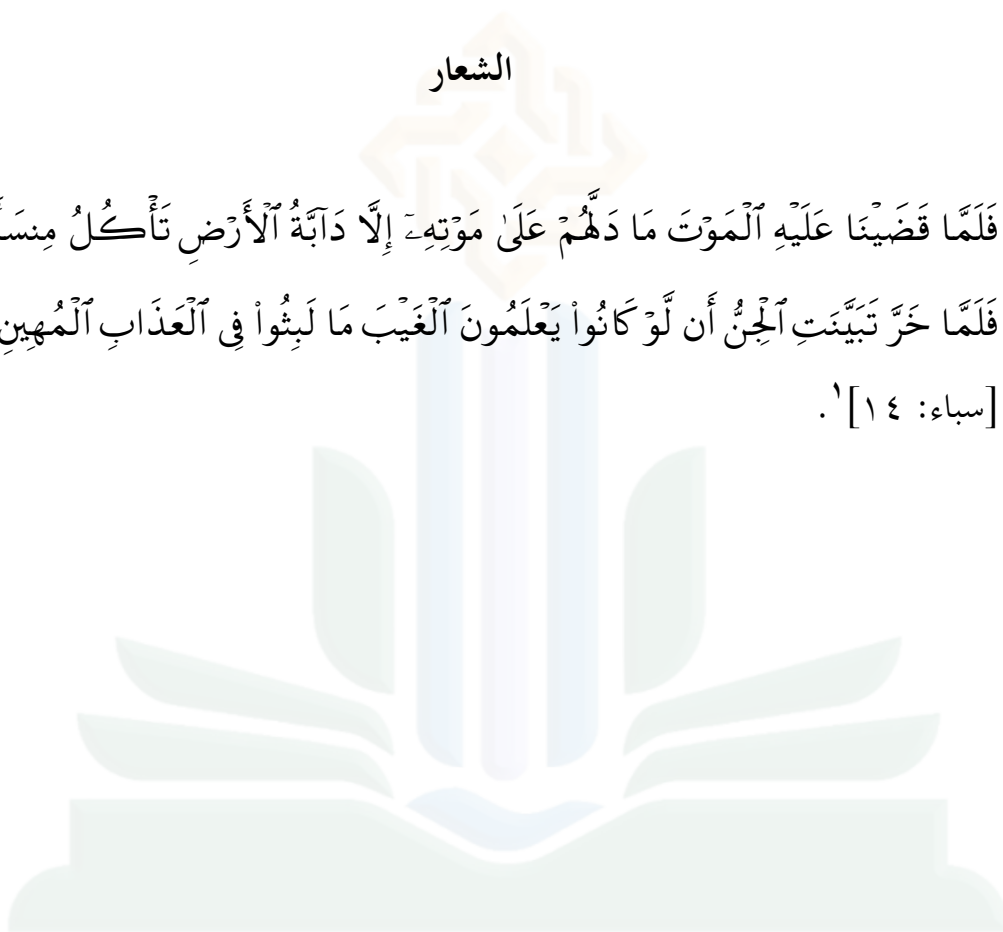 الشعار
فَلَمَّا قَضَيۡنَا عَلَيۡهِ ٱلۡمَوۡتَ مَا دَلَّهُمۡ عَلَىٰ مَوۡتِهِۦٓ إِلَّا دَآبَّةُ ٱلۡأَرۡضِ تَأۡكُلُ
فَلَمَّا خَرَّ تَبَيَّنَتِ ٱلۡجِنُّ أَن لَّوۡ كَانُواْ يَعۡلَمُونَ ٱلۡغَيۡبَ مَا لَبِثُواْ فِي ٱلۡعَذَابِ ٱلۡمُهِينِ
[سباء: ١٤]١.